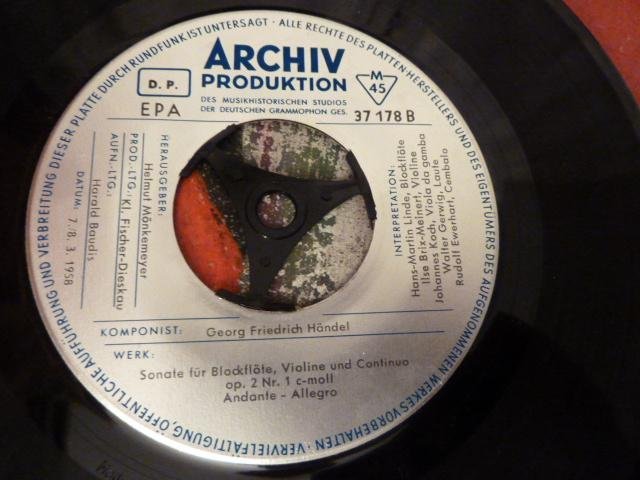 VERVIELFÄLTIGUNG, ÖFFENTLICHE AUFFÜHRUNG UND VERBREITUNG DIESER PLATTE DURCH RUNDFUNK IST UNTERSAGT · ALLE RECHTE DES PLATTEN-HERSTELLERS UND DES EIGENTÜMERS DES AUFGENOMMENEN WERKES VORBEHALTEN ·
ARCHIV
PRODUKTION
D. P.
M
45
EPA
DES MUSIKHISTORISCHEN STUDIOS
DER DEUTSCHEN GRAMMOPHON GES.
37 178 B
HERAUSGEBER:
Helmut Mönkemeyer
PROD.-LTG.: Kl. Fischer-Dieskau
AUFN.-LTG.:
Harald Baudis
DATUM: 7./8. 3. 1958
INTERPRETATION:
Hans-Martin Linde, Blockflöte
Ilse Brix-Meinert, Violine
Johannes Koch, Viola da gamba
Walter Gerwig, Laute
Rudolf Ewerhart, Cembalo
KOMPONIST: Georg Friedrich Händel
WERK:
Sonate für Blockflöte, Violine und Continuo
op. 2 Nr. 1 c-moll
Andante - Allegro